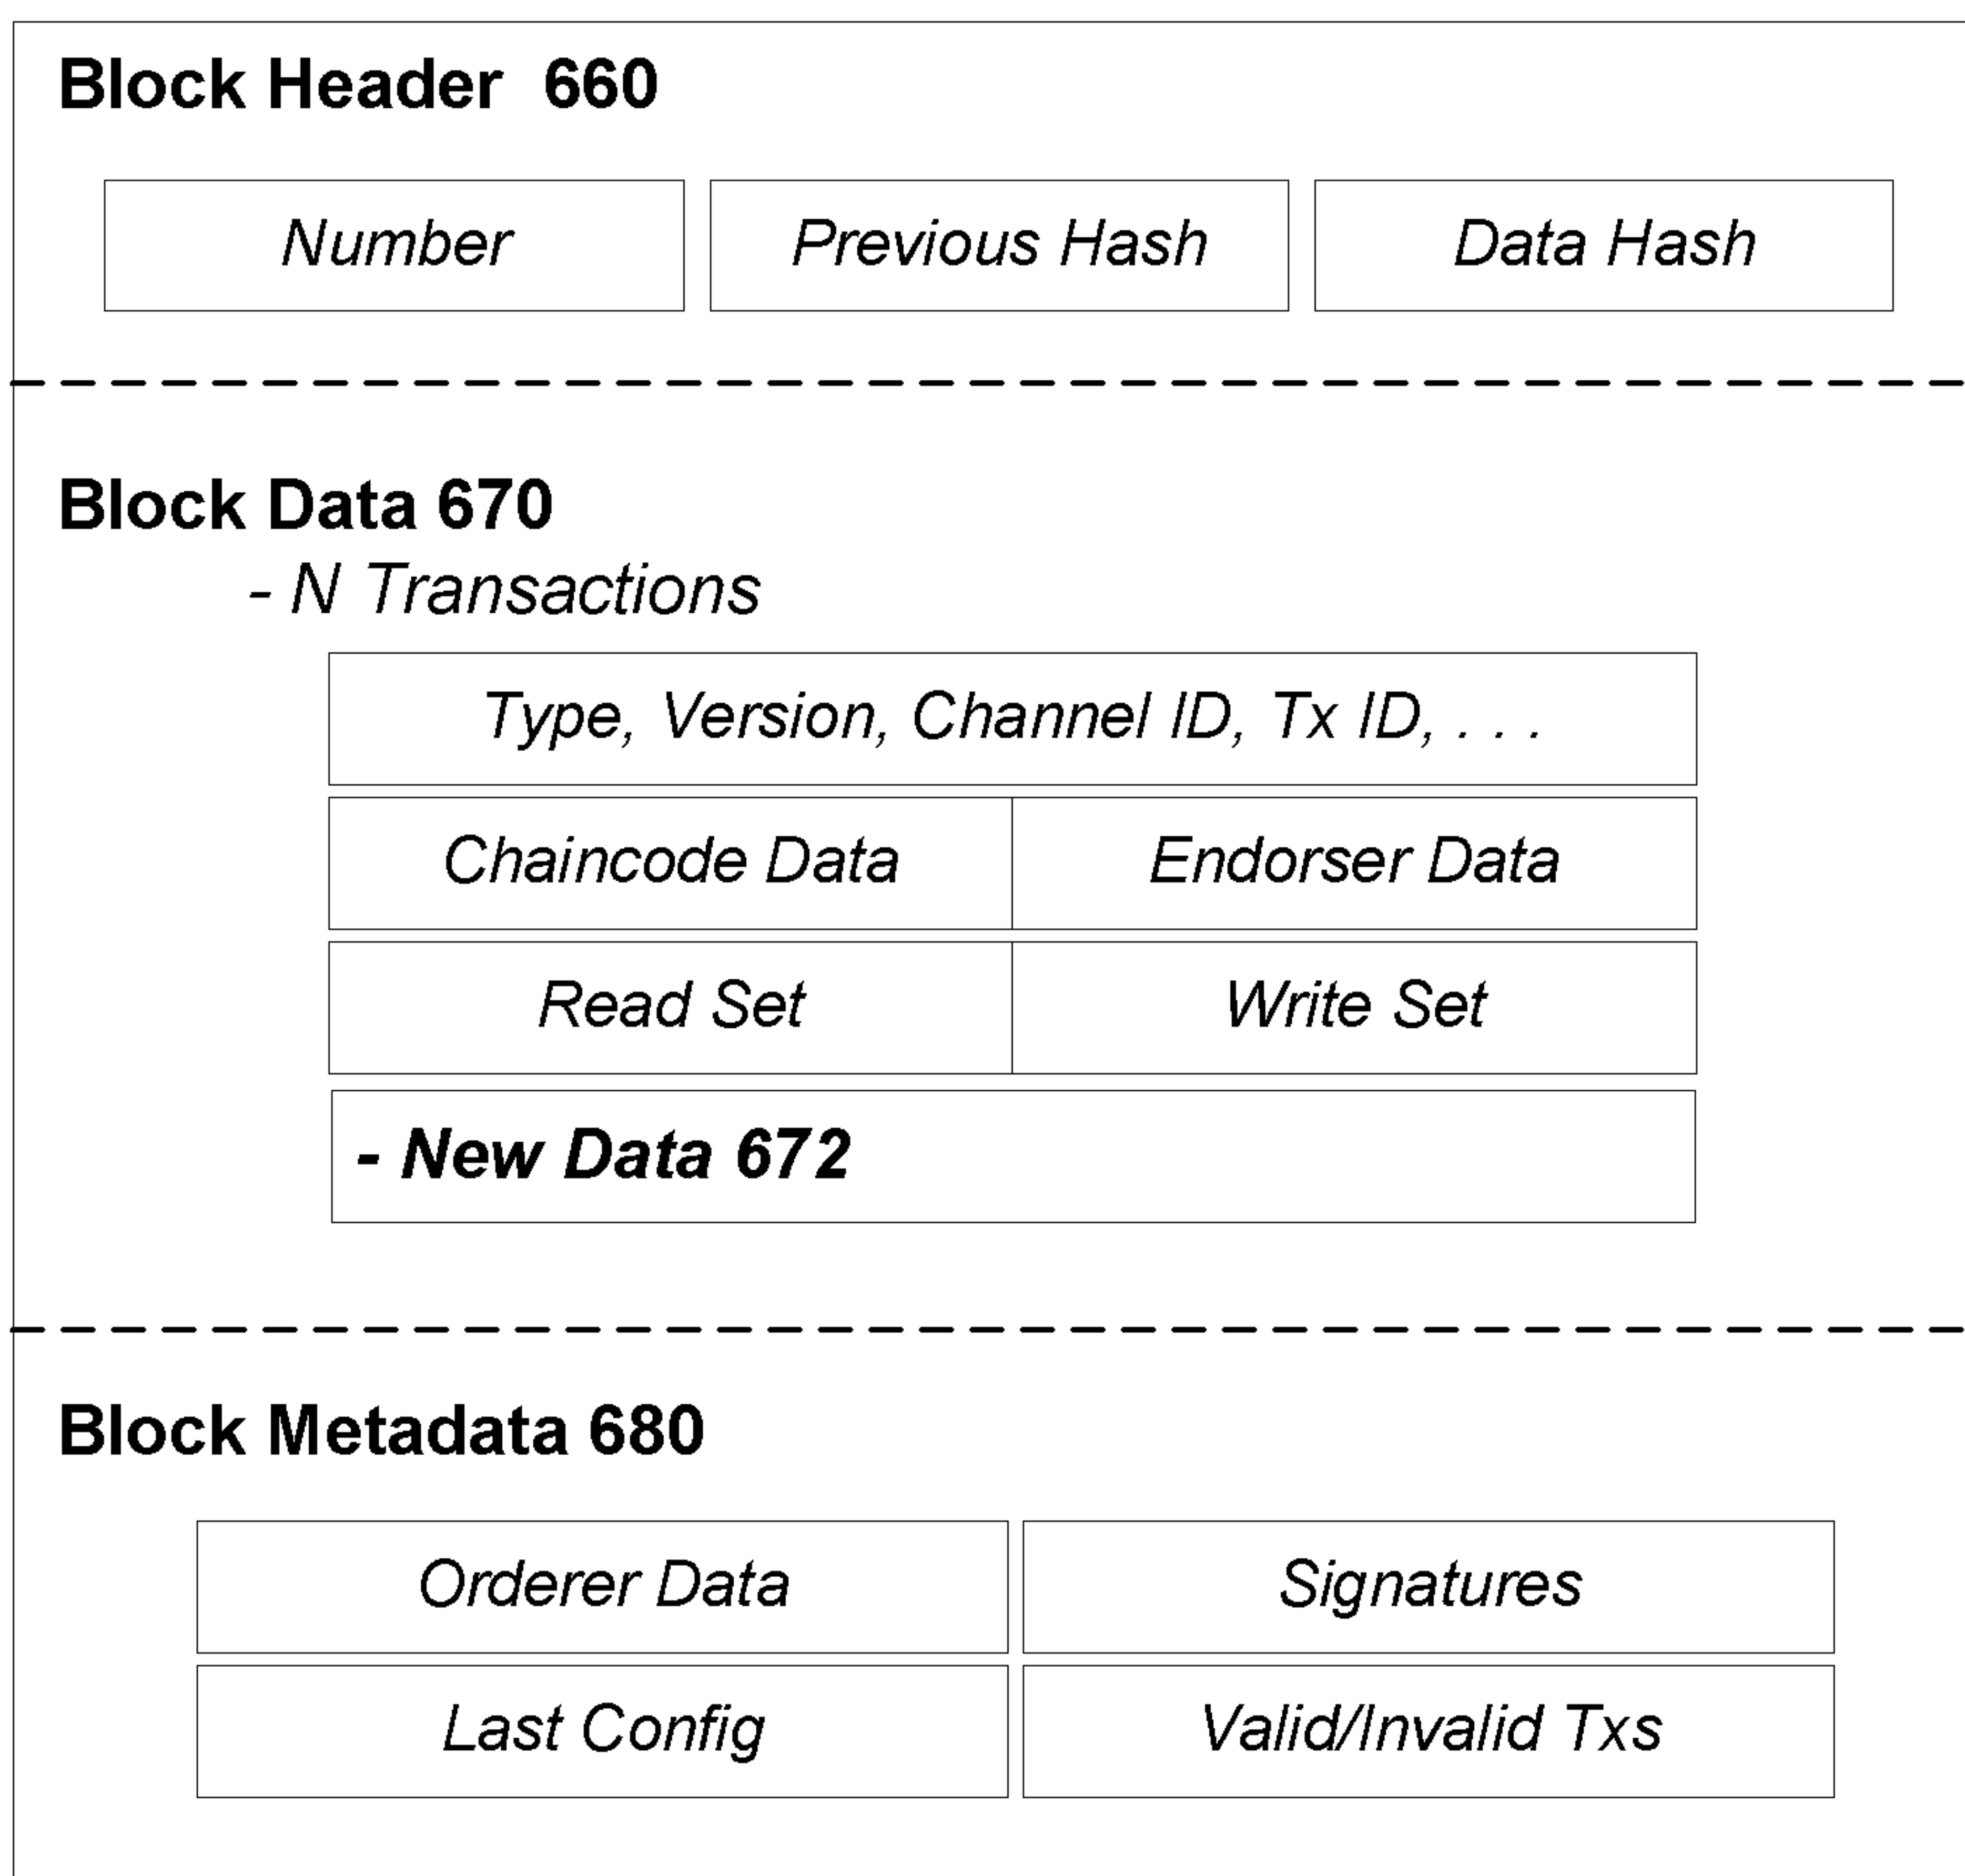 Block Header 660
Number Previous Hash Data Hash
Block Data 670
- N Transactions
Type, Version, Channel ID, Tx ID, . . .
Chaincode Data Endorser Data
Read Set Write Set
- New Data 672
Block Metadata 680
Orderer Data Signatures
Last Config Valid/Invalid Txs